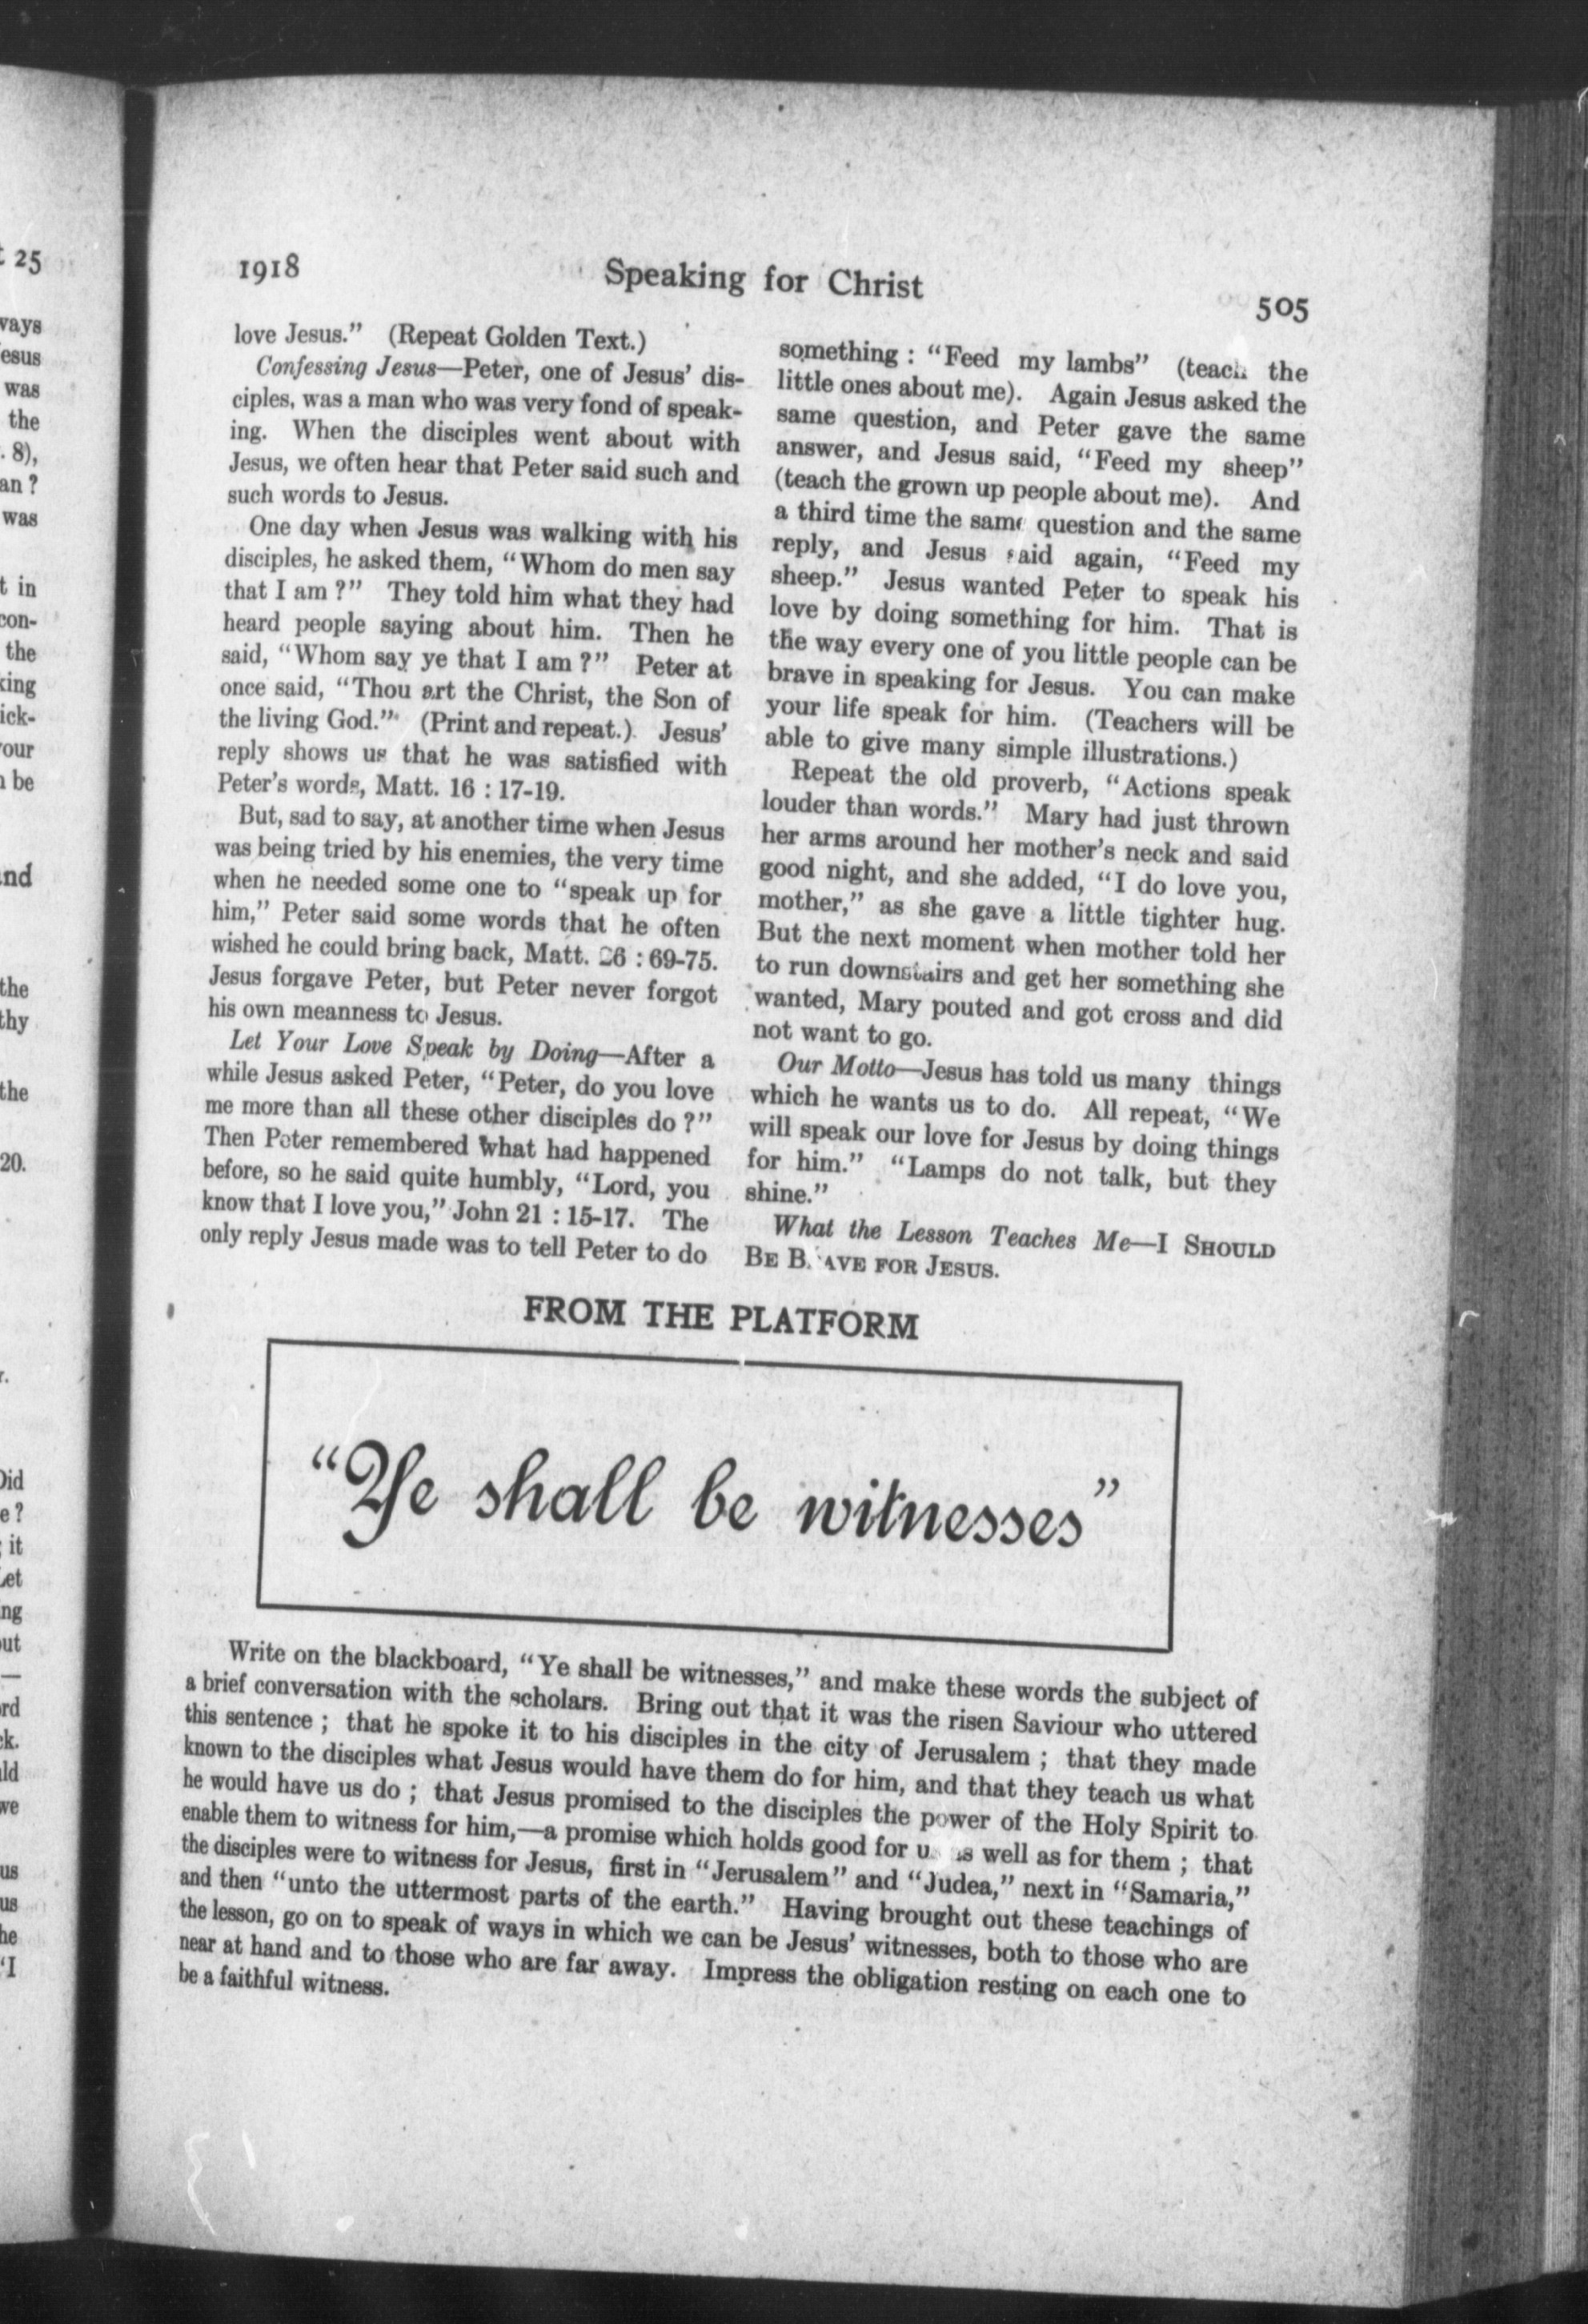 1918
Speaking for Christ
505
love Jesus." (Repeat Golden Text.)
Confessing Jesus—Peter, one of Jesus' dis-
ciples, was a man who was very fond of speak-
ing. When the disciples went about with
Jesus, we often hear that Peter said such and
such words to Jesus.
One day when Jesus was walking with his
disciples, he asked them, "Whom do men say
that I am ?" They told him what they had
heard people saying about him. Then he
said, "Whom say ye that I am ?" Peter at
once said, "Thou art the Christ, the Son of
the living God." (Print and repeat.) Jesus'
reply shows us that he was satisfied with
Peter's words, Matt. 16 : 17-19.
But, sad to say, at another time when Jesus
was being tried by his enemies, the very time
when he needed some one to "speak up for
him," Peter said some words that he often
wished he could bring back, Matt. 26 : 69-75.
Jesus forgave Peter, but Peter never forgot
his own meanness to Jesus.
Let Your Love Speak by Doing—After a
while Jesus asked Peter, "Peter, do you love
me more than all these other disciples do ?"
Then Peter remembered what had happened
before, so he said quite humbly, "Lord, you
know that I love you," John 21 : 15-17. The
only reply Jesus made was to tell Peter to do
something : "Feed my lambs" (teach the
little ones about me). Again Jesus asked the
same question, and Peter gave the same
answer, and Jesus said, "Feed my sheep"
(teach the grown up people about me). And
a third time the same question and the same
reply, and Jesus said again, "Feed my
sheep." Jesus wanted Peter to speak his
love by doing something for him. That is
the way every one of you little people can be
brave in speaking for Jesus. You can make
your life speak for him. (Teachers will be
able to give many simple illustrations.)
Repeat the old proverb, "Actions speak
louder than words." Mary had just thrown
her arms around her mother's neck and said
good night, and she added, "I do love you,
mother," as she gave a little tighter hug.
But the next moment when mother told her
to run downstairs and get her something she
wanted, Mary pouted and got cross and did
not want to go.
Our Motto—Jesus has told us many things
which he wants us to do. All repeat, "We
will speak our love for Jesus by doing things
for him." "Lamps do not talk, but they
shine."
What the Lesson Teaches Me—I SHOULD
BE BRAVE FOR JESUS.
FROM THE PLATFORM
"Ye shall be witnesses"
Write on the blackboard, "Ye shall be witnesses," and make these words the subject of
a brief conversation with the scholars. Bring out that it was the risen Saviour who uttered
this sentence ; that he spoke it to his disciples in the city of Jerusalem ; that they made
known to the disciples what Jesus would have them do for him, and that they teach us what
he would have us do ; that Jesus promised to the disciples the power of the Holy Spirit to
enable them to witness for him,—a promise which holds good for us as well as for them ; that
the disciples were to witness for Jesus, first in "Jerusalem" and "Judea," next in "Samaria,"
and then "unto the uttermost parts of the earth." Having brought out these teachings of
the lesson, go on to speak of ways in which we can be Jesus' witnesses, both to those who are
near at hand and to those who are far away. Impress the obligation resting on each one to
be a faithful witness.